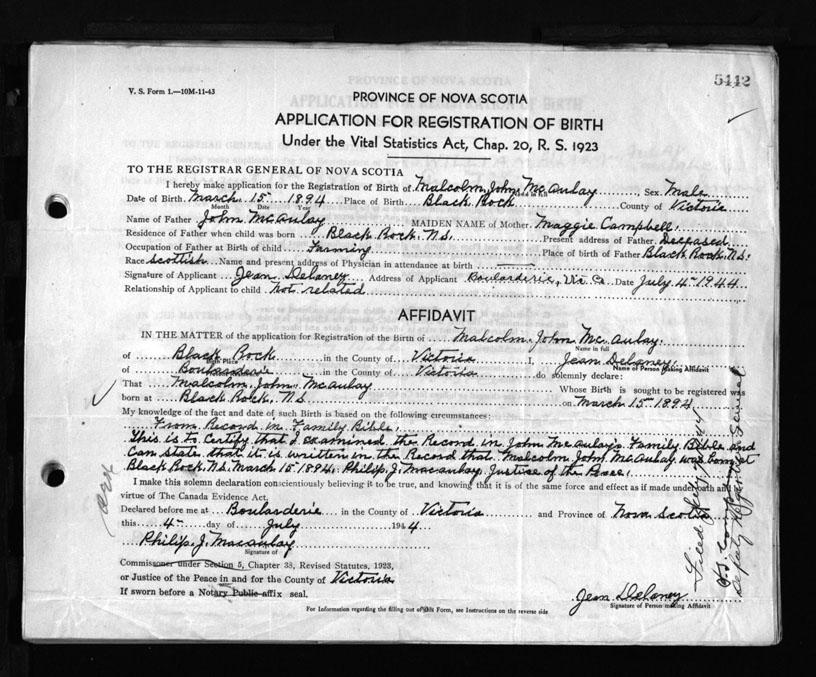 5442
V. S. Form 1.—10M-11-43
PROVINCE OF NOVA SCOTIA
APPLICATION FOR REGISTRATION OF BIRTH
Under the Vital Statistics Act, Chap. 20, R. S. 1923
TO THE REGISTRAR GENERAL OF NOVA SCOTIA
I hereby make application for the Registration of Birth of Malcolm John McAulay Sex Male
Date of Birth March 15 1894 Place of Birth Black Rock County of Victoria
Month Date Year
Name of Father John McAulay MAIDEN NAME of Mother Maggie Campbell
Residence of Father when child was born Black Rock N.S. Present address of Father Deceased
Occupation of Father at Birth of child Farming Place of birth of Father Black Rock N.S.
Race Scottish Name and present address of Physician in attendance at birth
Signature of Applicant Jean Delaney Address of Applicant Boularderie, Vic Co Date July 4th 1944
Relationship of Applicant to child Not related
AFFIDAVIT
IN THE MATTER of the application for Registration of the Birth of Malcolm John McAulay
Name in full
of Black Rock in the County of Victoria I, Jean Delaney
Birth Place Name of Person Making Affidavit
of Boularderie in the County of Victoria do solemnly declare:
That Malcolm John McAulay Whose Birth is sought to be registered was
born at Black Rock, N.S on March 15th 1894
My knowledge of the fact and date of such Birth is based on the following circumstances:
From Record in Family Bible.
This is to Certify that I examined the Record in John McAulay's Family Bible and
Can state that it is written in the Record that Malcolm John McAulay was born at
Black Rock N.S. March 15th 1894. Philip J. Macaulay Justice of the Peace.
I make this solemn declaration conscientiously believing it to be true, and knowing that it is of the same force and effect as if made under oath and by
virtue of The Canada Evidence Act.
Declared before me at Boularderie in the County of Victoria and Province of Nova Scotia
this 4th day of July 1944
Philip J. Macaulay
Signature of
Commissioner under Section 5, Chapter 38, Revised Statutes, 1923,
or Justice of the Peace in and for the County of Victoria
If sworn before a Notary Public affix seal.
Jean Delaney
Signature of Person making Affidavit
For Information regarding the filling out of this Form, see Instructions on the reverse side
Filed July 1944
Deputy Registrar General